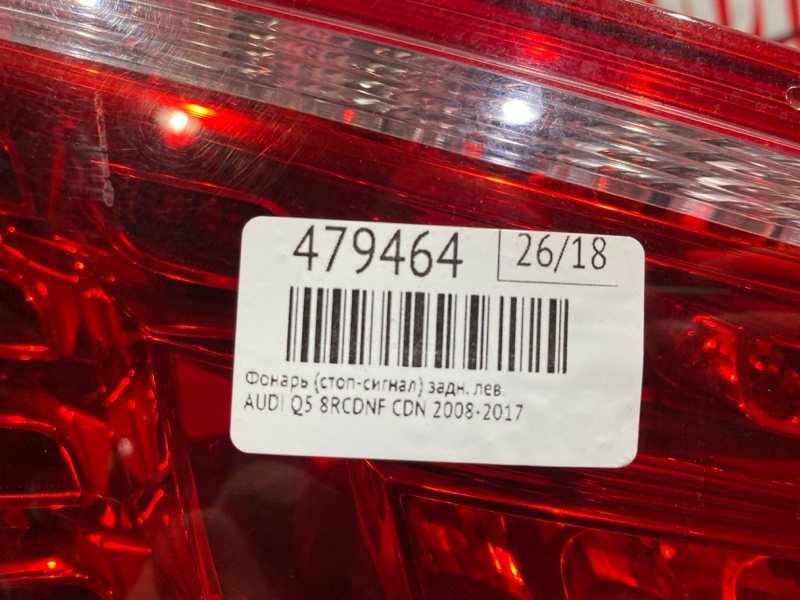 479464 26/18
Фонарь (стоп-сигнал) задн. лев.
AUDI Q5 8RCDNF CDN 2008-2017